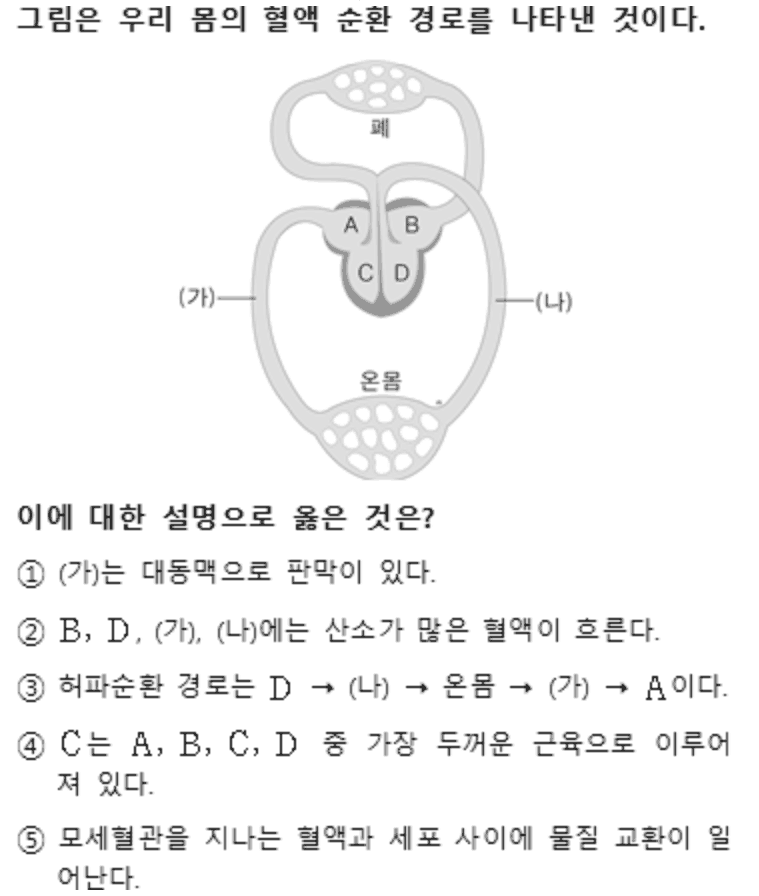 그림은 우리 몸의 혈액 순환 경로를 나타낸 것이다.
폐
A B
C D
(가) (나)
온몸
이에 대한 설명으로 옳은 것은?
① (가)는 대동맥으로 판막이 있다.
② B, D, (가), (나)에는 산소가 많은 혈액이 흐른다.
③ 허파순환 경로는 D → (나) → 온몸 → (가) → A이다.
④ C는 A, B, C, D 중 가장 두꺼운 근육으로 이루어
져 있다.
⑤ 모세혈관을 지나는 혈액과 세포 사이에 물질 교환이 일
어난다.